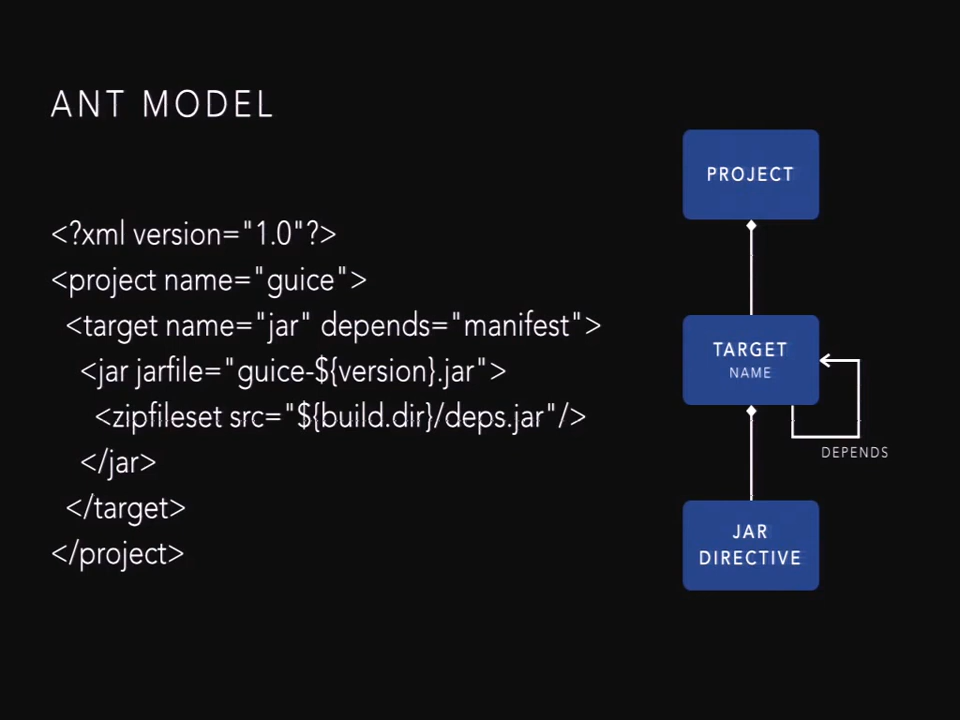 ANT MODEL
<?xml version="1.0"?>
<project name="guice">
<target name="jar" depends="manifest">
<jar jarfile="guice-${version}.jar">
<zipfileset src="${build.dir}/deps.jar"/>
</jar>
</target>
</project>
PROJECT
TARGET
NAME
DEPENDS
JAR
DIRECTIVE